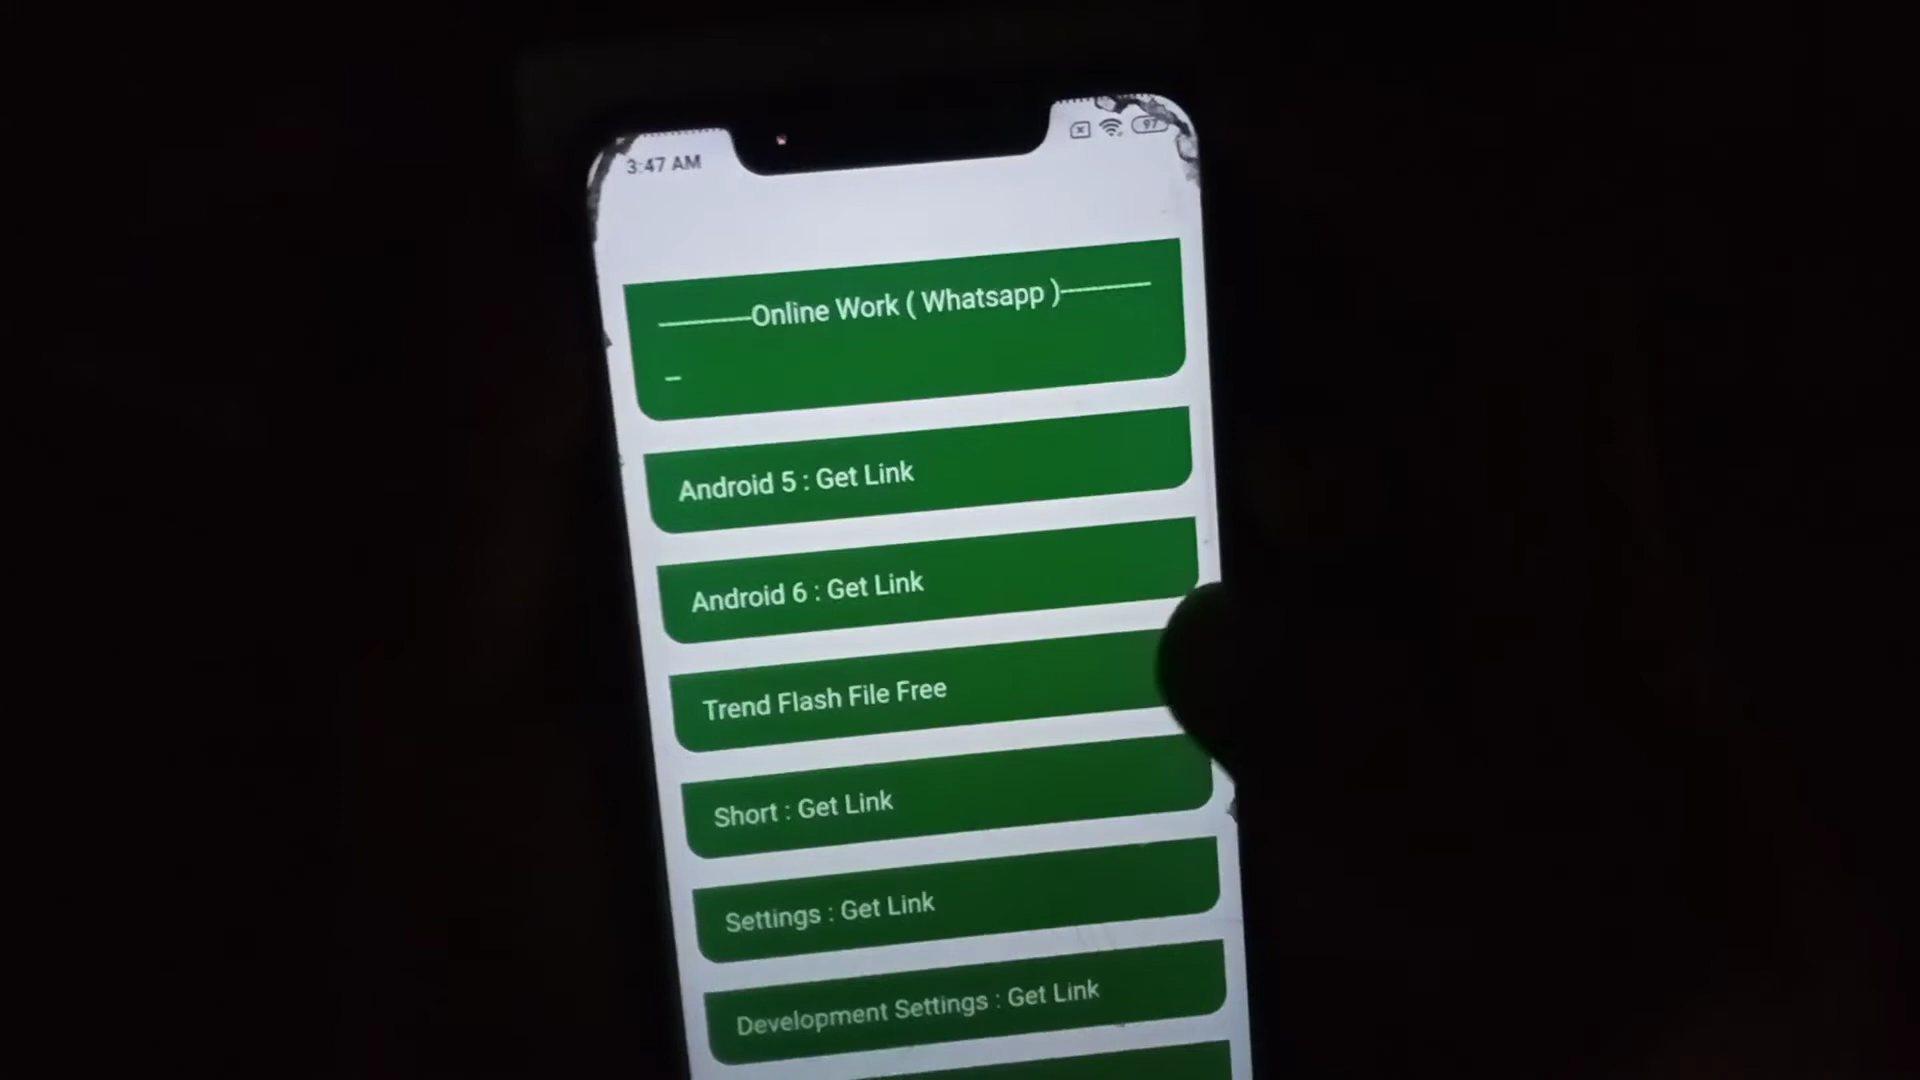 3:47 AM
97
————Online Work ( Whatsapp )————
_
Android 5 : Get Link
Android 6 : Get Link
Trend Flash File Free
Short : Get Link
Settings : Get Link
Development Settings : Get Link